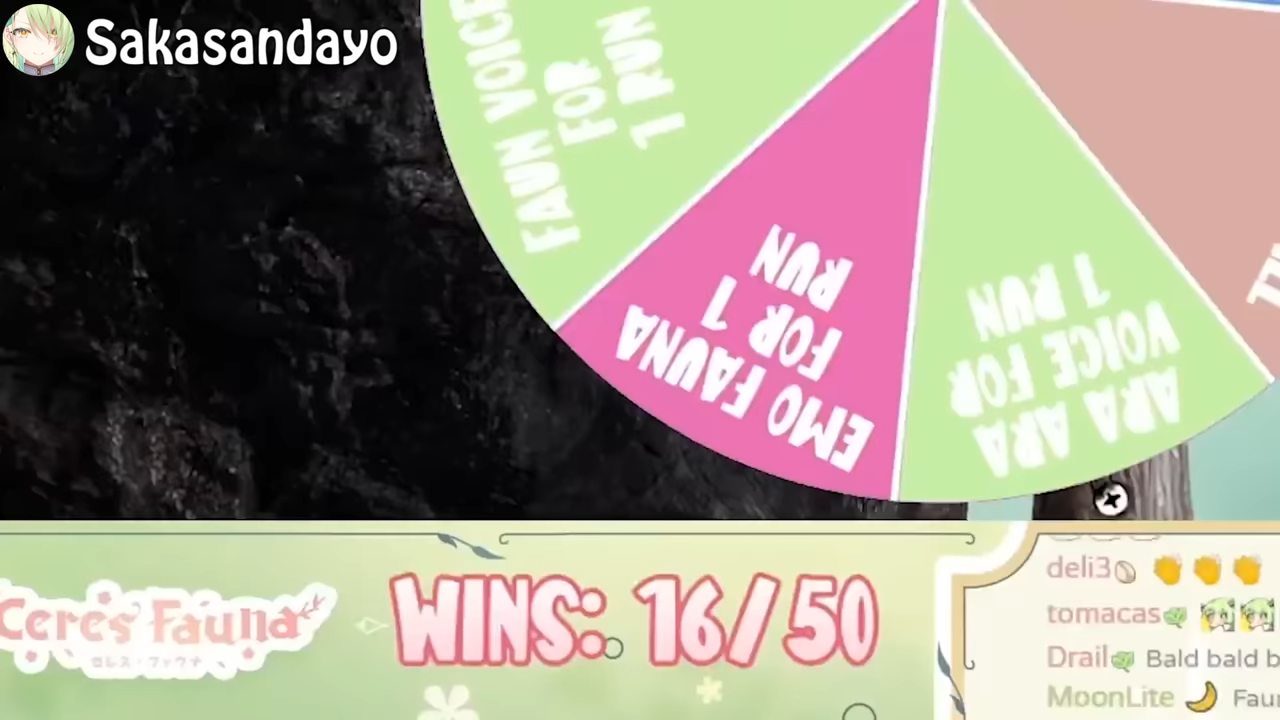 Sakasandayo
FAUN VOICE
FOR
1 RUN
EMO FAUNA
FOR 1
RUN
ARA ARA
VOICE FOR
1 RUN
Ceres Fauna
セレス・ファウナ
WINS: 16/50
deli3
tomacas
Drail Bald bald b
MoonLite Faun